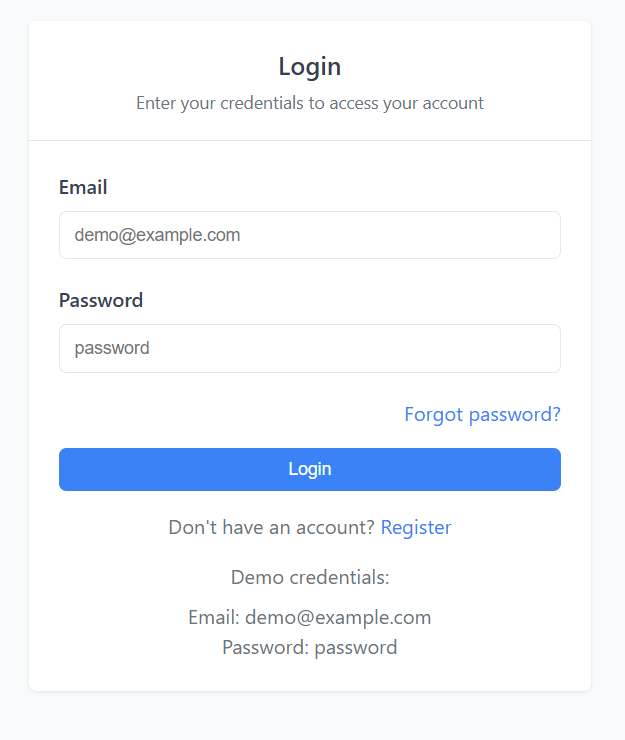 Login
Enter your credentials to access your account
Email
demo@example.com
Password
password
Forgot password?
Login
Don't have an account? Register
Demo credentials:
Email: demo@example.com
Password: password